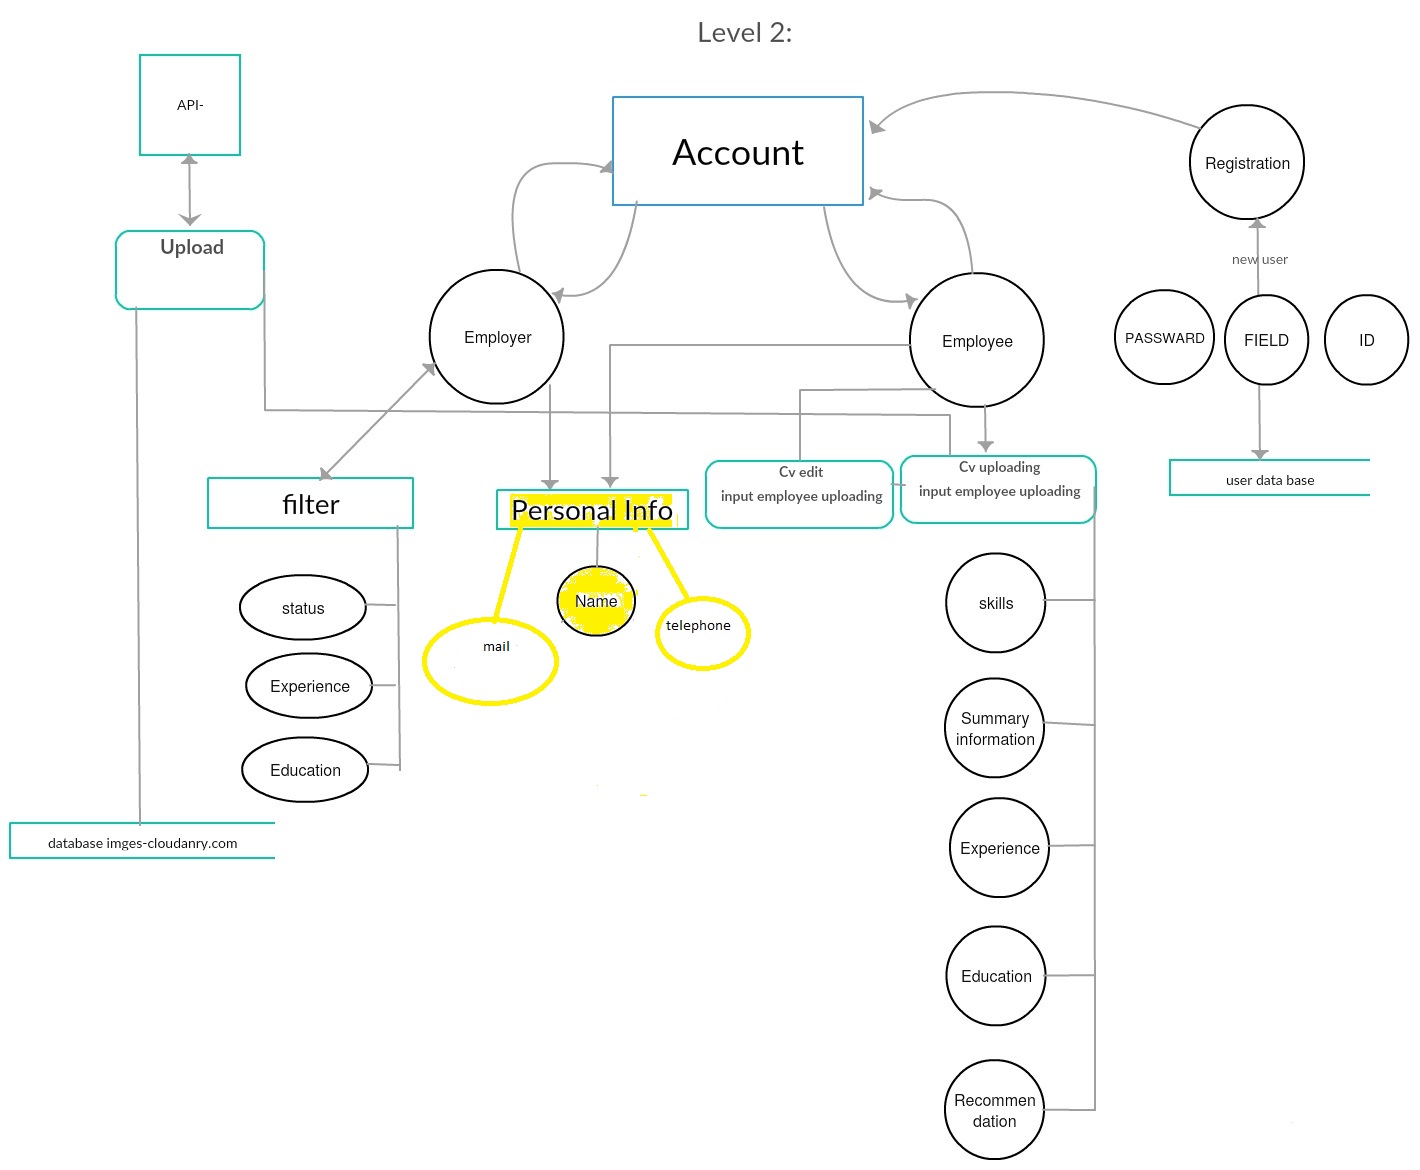 Level 2:
API-
Account
Registration
Upload
new user
Employer
Employee
PASSWARD
FIELD
ID
filter
Personal Info
Cv edit
input employee uploading
Cv uploading
input employee uploading
user data base
status
Name
mail
telephone
skills
Experience
Summary
information
Education
database imges-cloudanry.com
Experience
Education
Recommen
dation